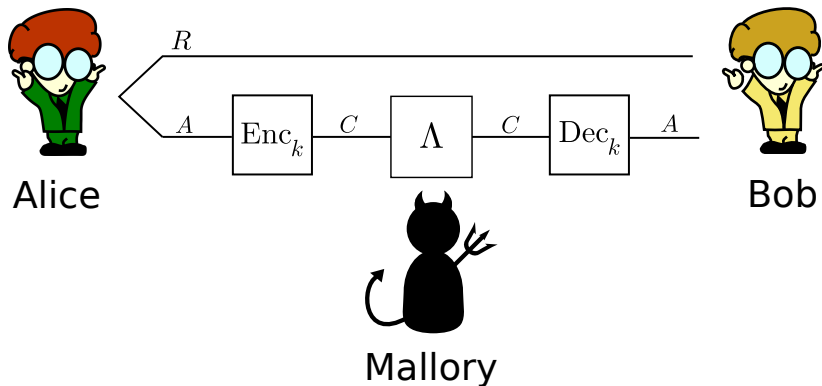 R
A Enc_k C Λ C Dec_k A
Alice
Bob
Mallory